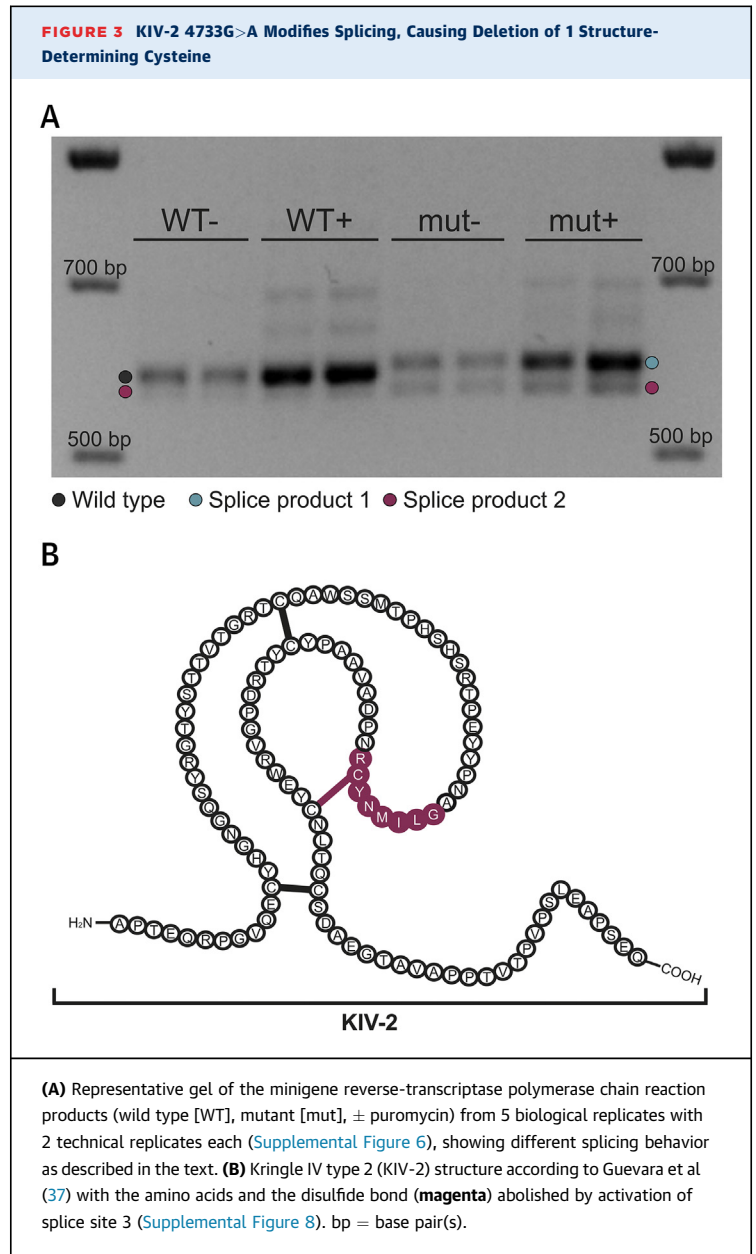 FIGURE 3 KIV-2 4733G>A Modifies Splicing, Causing Deletion of 1 Structure-
Determining Cysteine
A
WT- WT+ mut- mut+
700 bp 700 bp
500 bp 500 bp
Wild type Splice product 1 Splice product 2
B
H₂N
A P T E Q R P G V Q E C Y H G N G Q S Y R G T Y S T T V T G R T C Q A W S S M T P H S H S R T P E Y Y P N A G L I M N Y C R N P D A V A A P Y C Y T R D P G V R W E Y C N L T Q C S D A E G T A V A P P T V T P V P S L E A P S E Q
COOH
KIV-2
(A) Representative gel of the minigene reverse-transcriptase polymerase chain reaction
products (wild type [WT], mutant [mut], ± puromycin) from 5 biological replicates with
2 technical replicates each (Supplemental Figure 6), showing different splicing behavior
as described in the text. (B) Kringle IV type 2 (KIV-2) structure according to Guevara et al
(37) with the amino acids and the disulfide bond (magenta) abolished by activation of
splice site 3 (Supplemental Figure 8). bp = base pair(s).